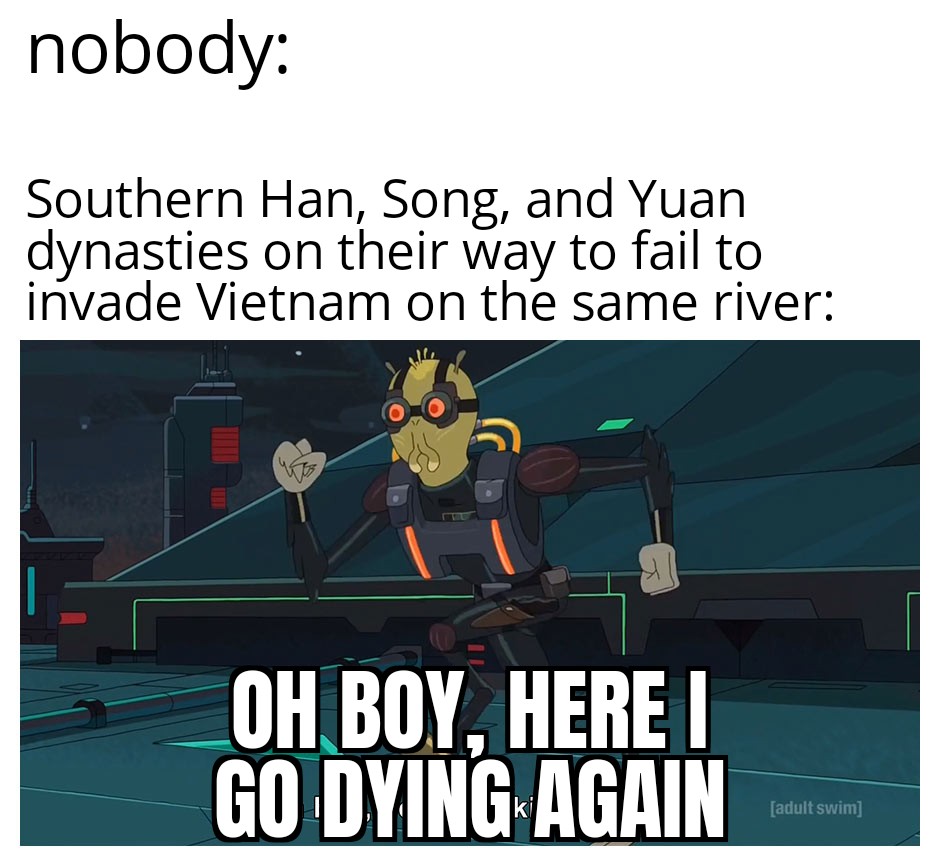 nobody:
Southern Han, Song, and Yuan
dynasties on their way to fail to
invade Vietnam on the same river:
OH BOY, HERE I
GO DYING AGAIN
[adult swim]